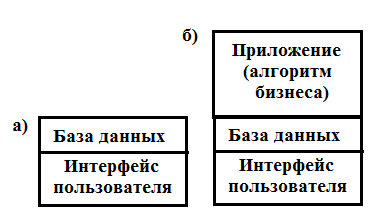 б)
Приложение
(алгоритм
бизнеса)
а)
База данных
Интерфейс
пользователя
База данных
Интерфейс
пользователя